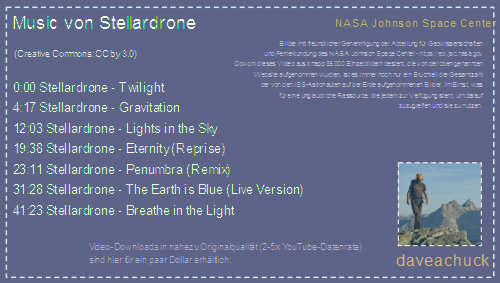 Music von Stellardrone
NASA Johnson Space Center
(Creative Commons: CC by 3.0)
Bilder mit freundlicher Genehmigung der Abteilung für Geowissenschaften
und Fernerkundung des NASA Johnson Space Center - https://eol.jsc.nasa.gov
Obwohl dieses Video aus knapp 38.000 Einzelbildern besteht, die von der oben genannten
Website aufgenommen wurden, ist es immer noch nur ein Bruchteil der Gesamtzahl
der von den ISS-Astronauten auf der Erde aufgenommenen Bilder. Im Ernst, was
für eine unglaubliche Ressource, die jedem zur Verfügung steht, um darauf
zuzugreifen und sie zu nutzen.
0:00 Stellardrone - Twilight
4:17 Stellardrone - Gravitation
12:03 Stellardrone - Lights in the Sky
19:38 Stellardrone - Eternity (Reprise)
23:11 Stellardrone - Penumbra (Remix)
31:28 Stellardrone - The Earth is Blue (Live Version)
41:23 Stellardrone - Breathe in the Light
Video-Downloads in nahezu Originalqualität (2-5x YouTube-Datenrate)
sind hier für ein paar Dollar erhältlich:
daveachuck